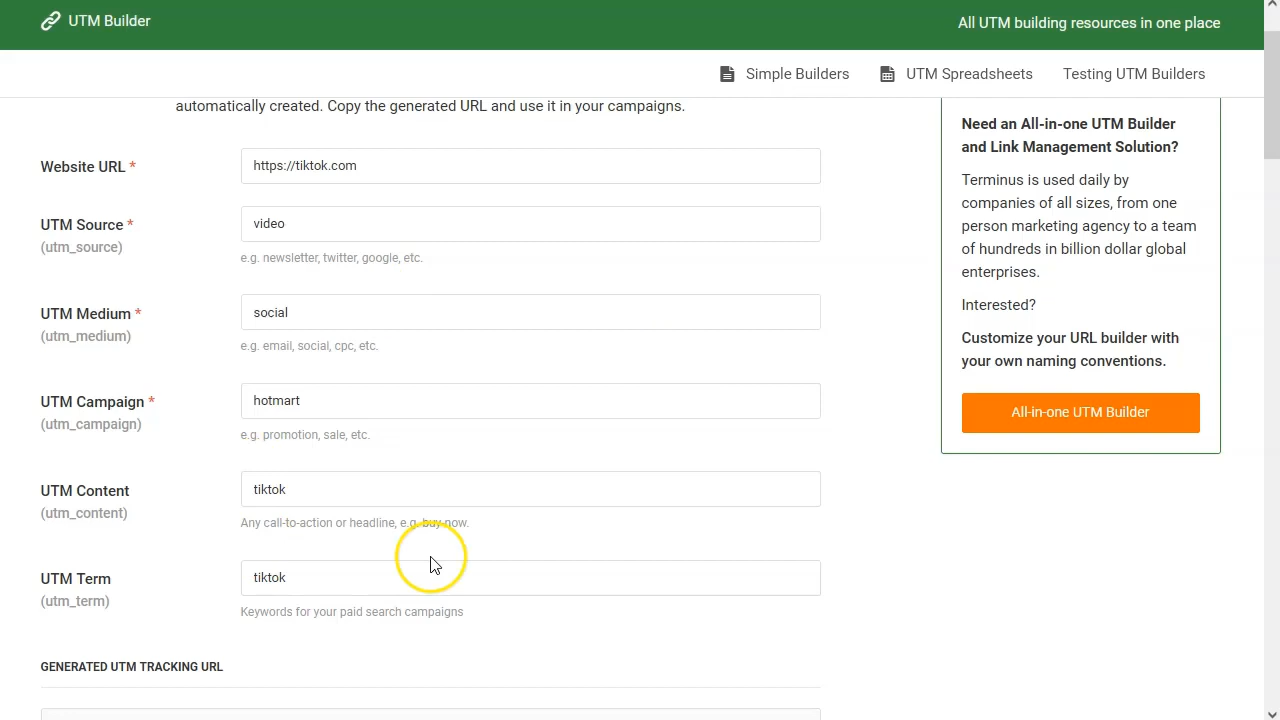 UTM Builder
All UTM building resources in one place
Simple Builders
UTM Spreadsheets
Testing UTM Builders
automatically created. Copy the generated URL and use it in your campaigns.
Website URL *
https://tiktok.com
UTM Source *
(utm_source)
video
e.g. newsletter, twitter, google, etc.
UTM Medium *
(utm_medium)
social
e.g. email, social, cpc, etc.
UTM Campaign *
(utm_campaign)
hotmart
e.g. promotion, sale, etc.
UTM Content
(utm_content)
tiktok
Any call-to-action or headline, e.g. buy now.
UTM Term
(utm_term)
tiktok
Keywords for your paid search campaigns
GENERATED UTM TRACKING URL
Need an All-in-one UTM Builder
and Link Management Solution?
Terminus is used daily by
companies of all sizes, from one
person marketing agency to a team
of hundreds in billion dollar global
enterprises.
Interested?
Customize your URL builder with
your own naming conventions.
All-in-one UTM Builder